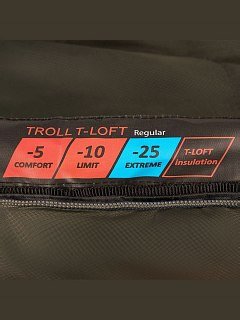 TROLL T-LOFT Regular
-5 -10 -25 T-LOFT
COMFORT LIMIT EXTREME Insulation